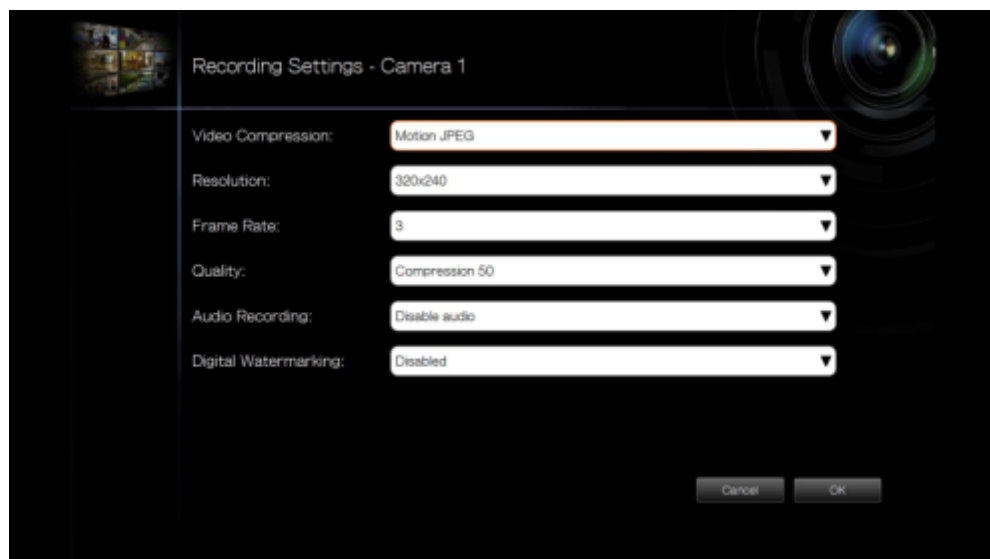 Recording Settings - Camera 1
Video Compression: Motion JPEG
Resolution: 320x240
Frame Rate: 3
Quality: Compression 50
Audio Recording: Disable audio
Digital Watermarking: Disabled
Cancel OK